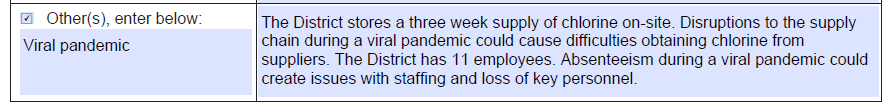 Other(s), enter below:
Viral pandemic
The District stores a three week supply of chlorine on-site. Disruptions to the supply
chain during a viral pandemic could cause difficulties obtaining chlorine from
suppliers. The District has 11 employees. Absenteeism during a viral pandemic could
create issues with staffing and loss of key personnel.